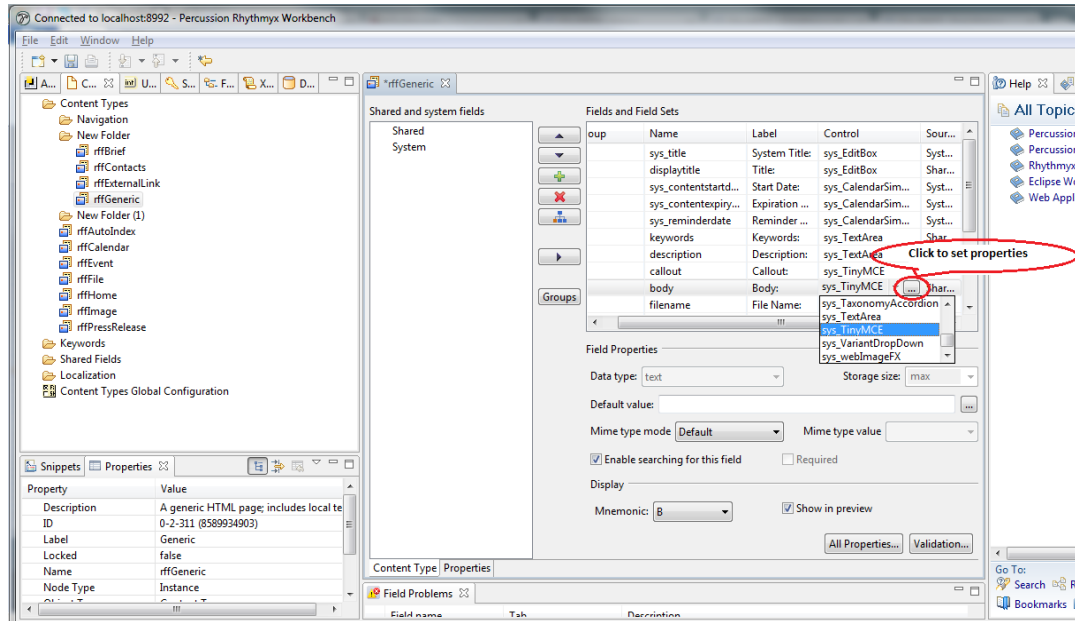 Connected to localhost:8992 - Percussion Rhythmyx Workbench
File Edit Window Help
A... C... U... S... F... X... D...
Content Types
Navigation
New Folder
rffBrief
rffContacts
rffExternalLink
rffGeneric
New Folder (1)
rffAutoIndex
rffCalendar
rffEvent
rffFile
rffHome
rffImage
rffPressRelease
Keywords
Shared Fields
Localization
Content Types Global Configuration
Snippets Properties
Property Value
Description A generic HTML page; includes local te
ID 0-2-311 (8589934903)
Label Generic
Locked false
Name rffGeneric
Node Type Instance
*rffGeneric
Shared and system fields
Shared
System
Groups
Fields and Field Sets
oup Name Label Control Sour...
sys_title System Title: sys_EditBox Syst...
displaytitle Title: sys_EditBox Shar...
sys_contentstartd... Start Date: sys_CalendarSim... Syst...
sys_contentexpiry... Expiration ... sys_CalendarSim... Syst...
sys_reminderdate Reminder ... sys_CalendarSim... Syst...
keywords Keywords: sys_TextArea Shar...
description Description: sys_TextArea
Click to set properties
callout Callout: sys_TinyMCE
body Body: sys_TinyMCE ... Shar...
filename File Name:
sys_TaxonomyAccordion
sys_TextArea
sys_TinyMCE
sys_VariantDropDown
sys_webImageFX
Field Properties
Data type: text Storage size: max
Default value: ...
Mime type mode Default Mime type value
Enable searching for this field Required
Display
Mnemonic: B Show in preview
All Properties... Validation...
Content Type Properties
Field Problems
Field name Tab Description
Help
All Topic
Percussion
Percussion
Rhythmyx
Eclipse Wo
Web Appl
Go To:
Search R
Bookmarks